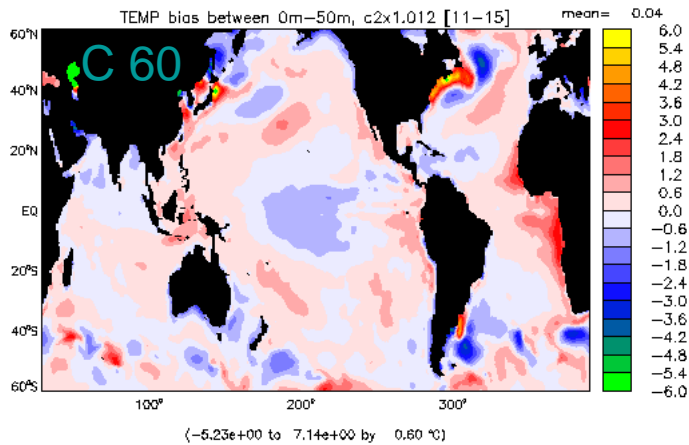 TEMP bias between 0m-50m, c2x1.012 [11-15]
mean= 0.04
C 60
60°N
40°N
20°N
EQ
20°S
40°S
60°S
100°
200°
300°
6.0
5.4
4.8
4.2
3.6
3.0
2.4
1.8
1.2
0.6
0.0
-0.6
-1.2
-1.8
-2.4
-3.0
-3.6
-4.2
-4.8
-5.4
-6.0
(-5.23e+00 to 7.14e+00 by 0.60 °C)